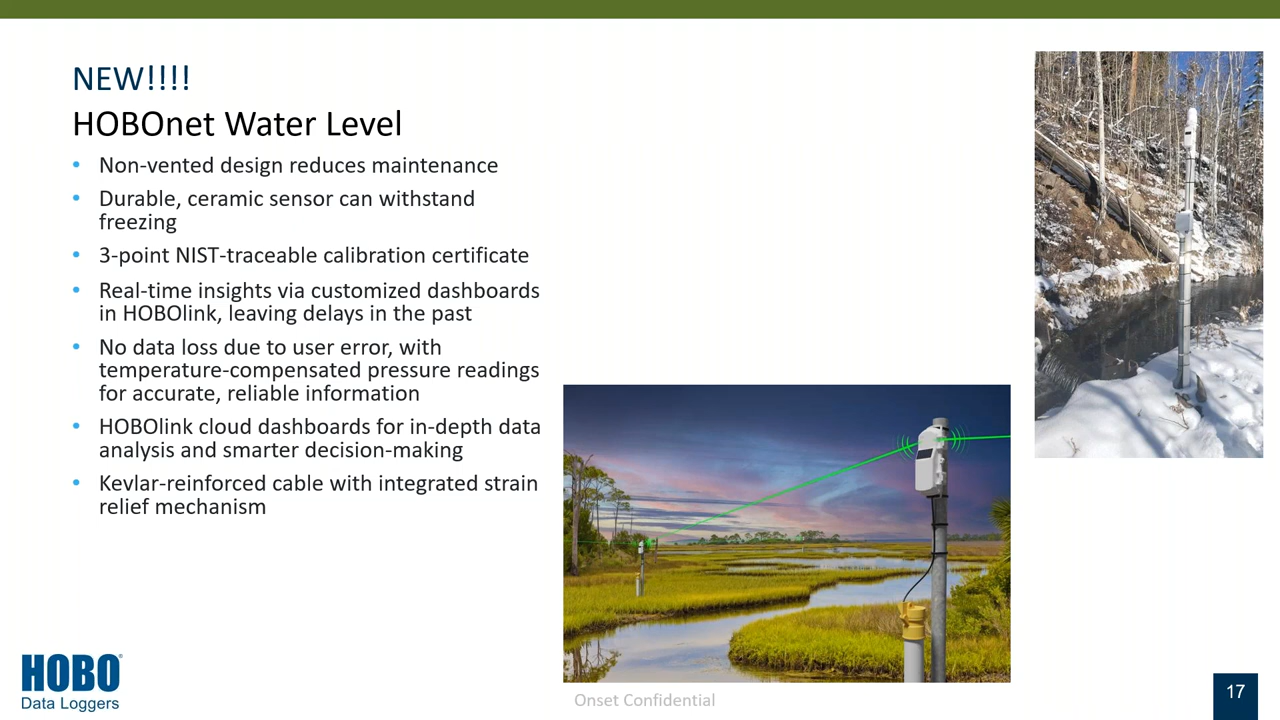 NEW!!!!
HOBOnet Water Level
• Non-vented design reduces maintenance
• Durable, ceramic sensor can withstand
freezing
• 3-point NIST-traceable calibration certificate
• Real-time insights via customized dashboards
in HOBOlink, leaving delays in the past
• No data loss due to user error, with
temperature-compensated pressure readings
for accurate, reliable information
• HOBOlink cloud dashboards for in-depth data
analysis and smarter decision-making
• Kevlar-reinforced cable with integrated strain
relief mechanism
HOBO®
Data Loggers
Onset Confidential
17